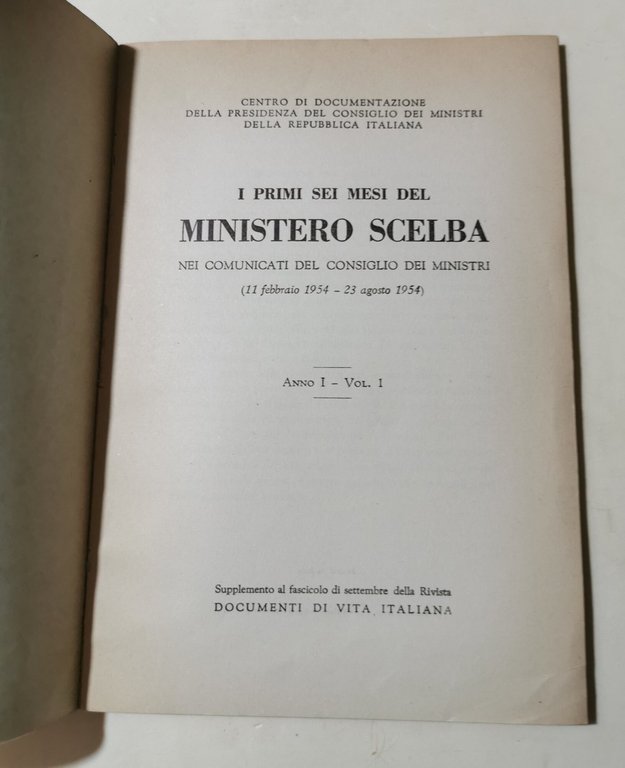 CENTRO DI DOCUMENTAZIONE
DELLA PRESIDENZA DEL CONSIGLIO DEI MINISTRI
DELLA REPUBBLICA ITALIANA
I PRIMI SEI MESI DEL
MINISTERO SCELBA
NEI COMUNICATI DEL CONSIGLIO DEI MINISTRI
(11 febbraio 1954 - 23 agosto 1954)
ANNO I - VOL. 1
Supplemento al fascicolo di settembre della Rivista
DOCUMENTI DI VITA ITALIANA